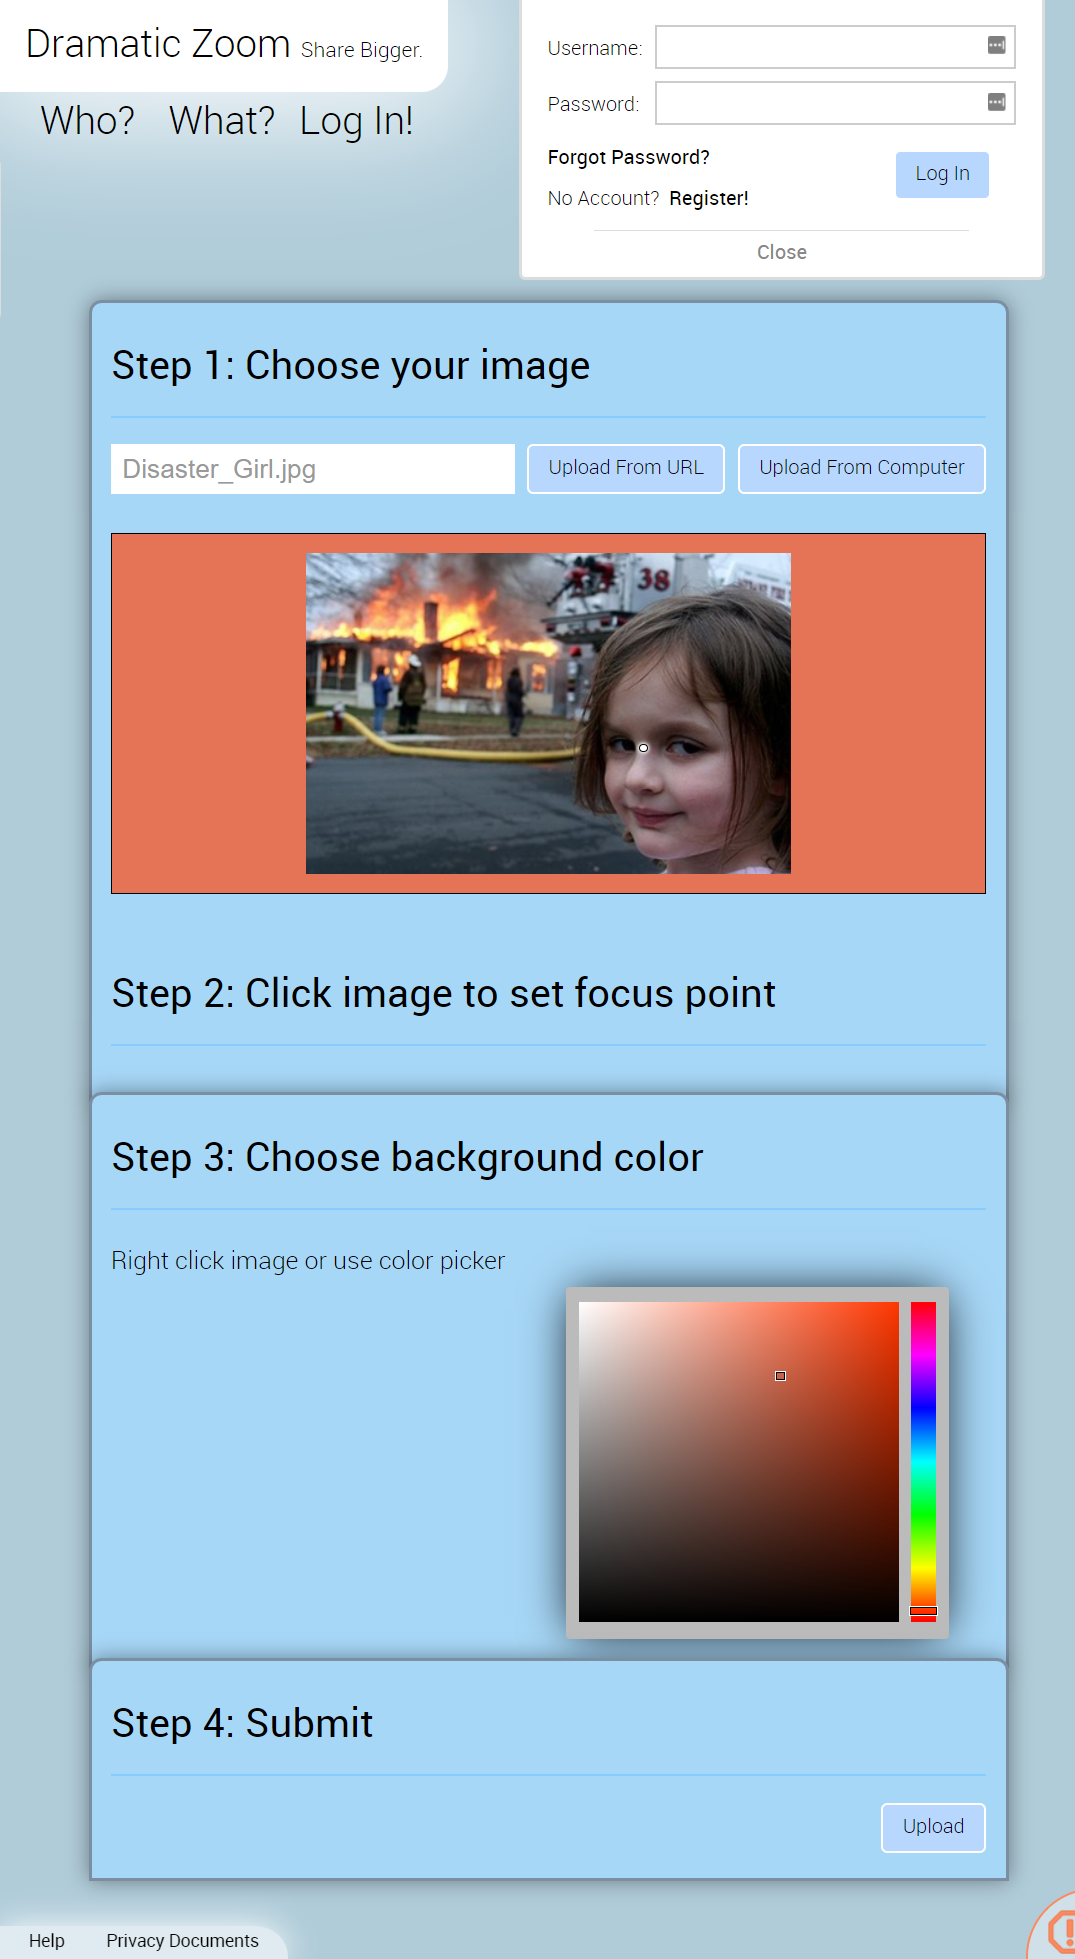 Dramatic Zoom Share Bigger.
Who? What? Log In!
Username:
Password:
Forgot Password?
Log In
No Account? Register!
Close
Step 1: Choose your image
Disaster_Girl.jpg
Upload From URL
Upload From Computer
38
Step 2: Click image to set focus point
Step 3: Choose background color
Right click image or use color picker
Step 4: Submit
Upload
Help
Privacy Documents